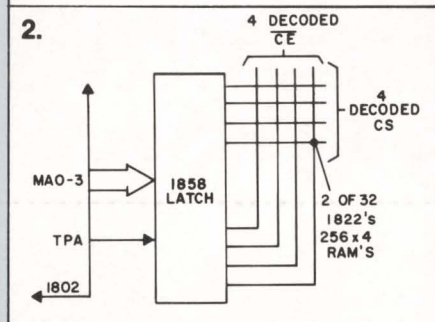 2.
4 DECODED
CE
4
DECODED
CS
MAO-3
1858
LATCH
TPA
2 OF 32
1822's
256 x 4
RAM'S
1802